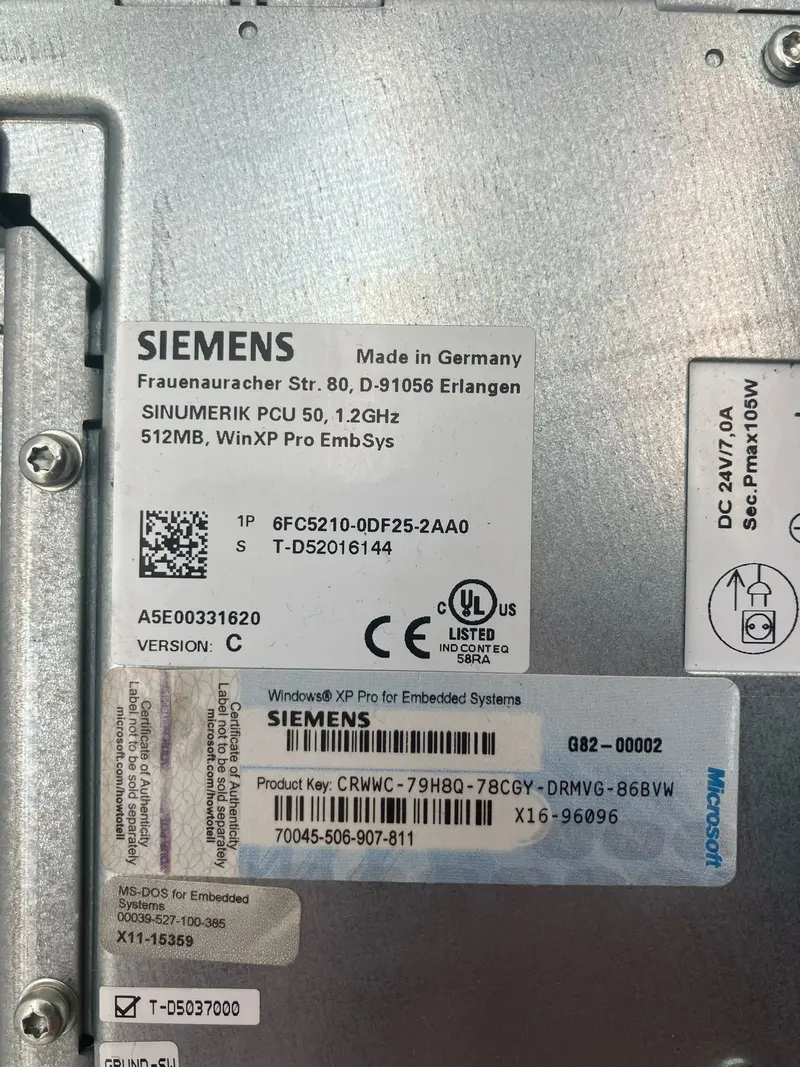 SIEMENS
Made in Germany
Frauenauracher Str. 80, D-91056 Erlangen
SINUMERIK PCU 50, 1.2GHz
512MB, WinXP Pro EmbSys
1P 6FC5210-0DF25-2AA0
S T-D52016144
A5E00331620
VERSION: C
CE
C UL US
LISTED
IND CONT EQ
58RA
DC 24V/7,0A
Sec.Pmax105W
Certificate of Authenticity
Label not to be sold separately
microsoft.com/howtotell
Certificate of Authenticity
Label not to be sold separately
microsoft.com/howtotell
Windows® XP Pro for Embedded Systems
SIEMENS
G82-00002
Product Key: CRWWC-79H8Q-78CGY-DRMVG-86BVW
X16-96096
70045-506-907-811
Microsoft
MS-DOS for Embedded
Systems
00039-527-100-385
X11-15359
T-D5037000
GRUND-SW